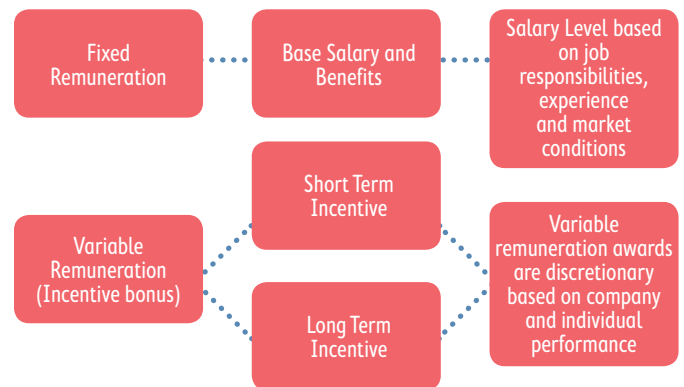 Fixed
Remuneration
Base Salary and
Benefits
Salary Level based
on job
responsibilities,
experience
and market
conditions
Variable
Remuneration
(Incentive bonus)
Short Term
Incentive
Long Term
Incentive
Variable
remuneration awards
are discretionary
based on company
and individual
performance